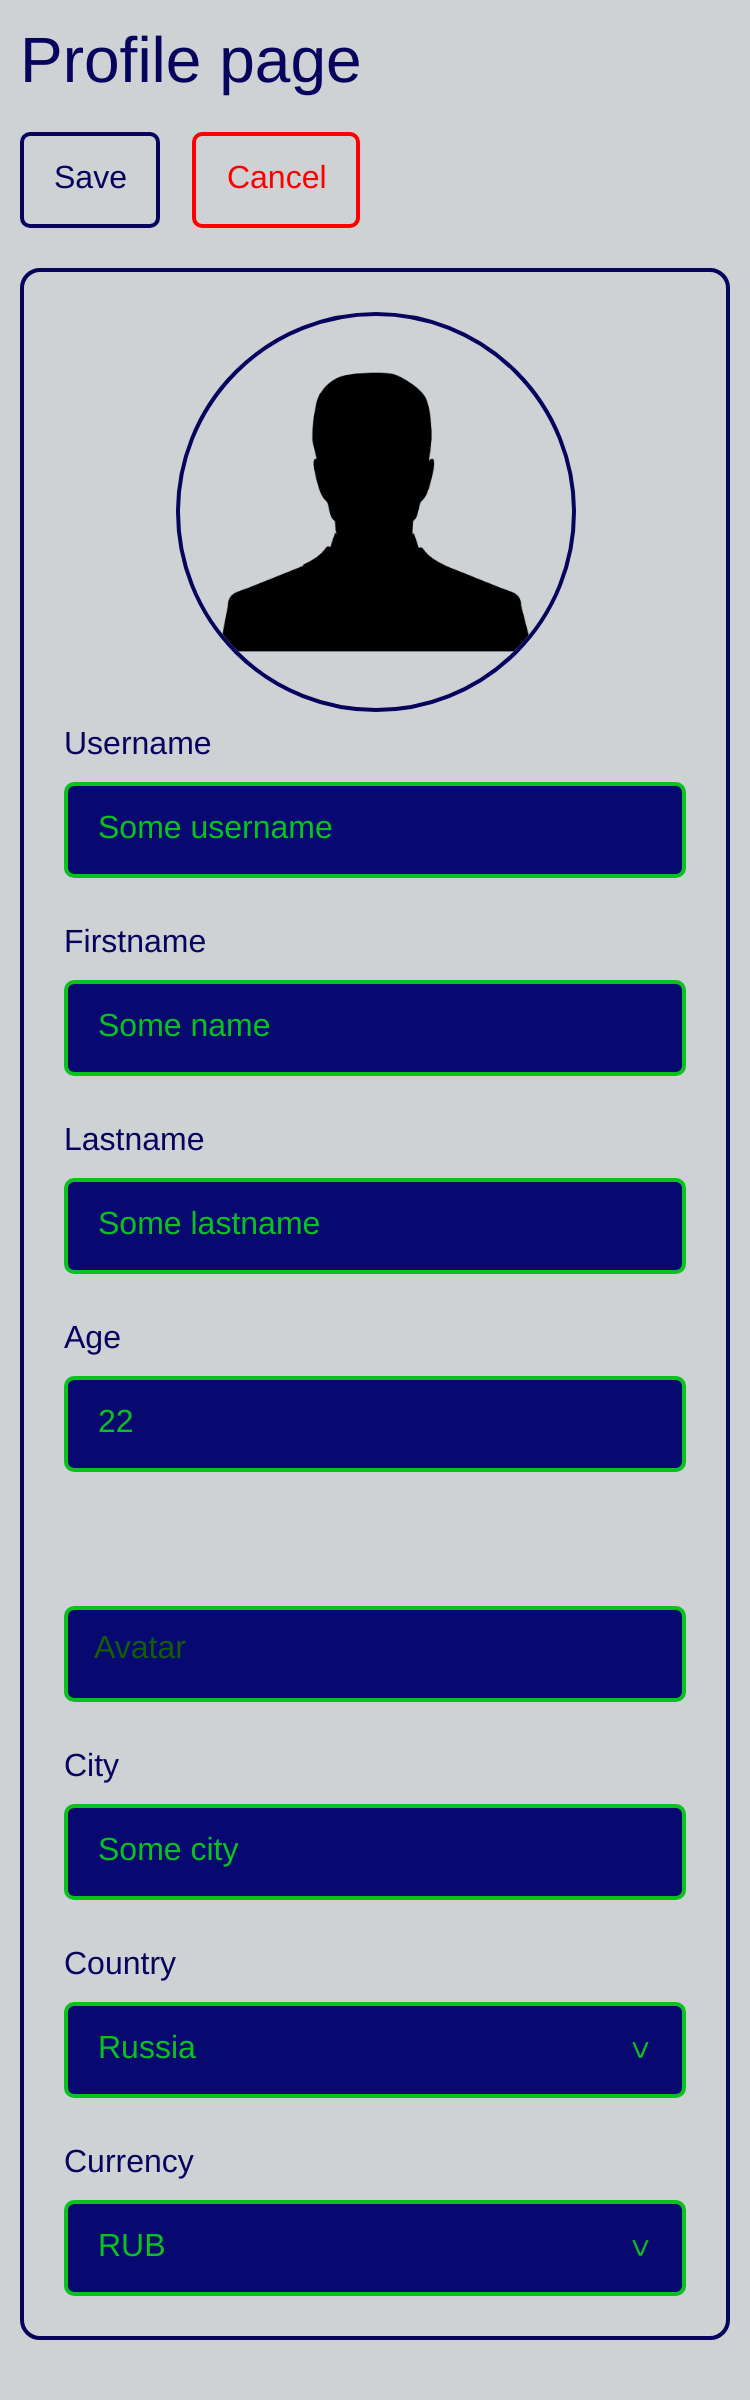 Profile page
Save
Cancel
Username
Some username
Firstname
Some name
Lastname
Some lastname
Age
22
Avatar
City
Some city
Country
Russia
v
Currency
RUB
v